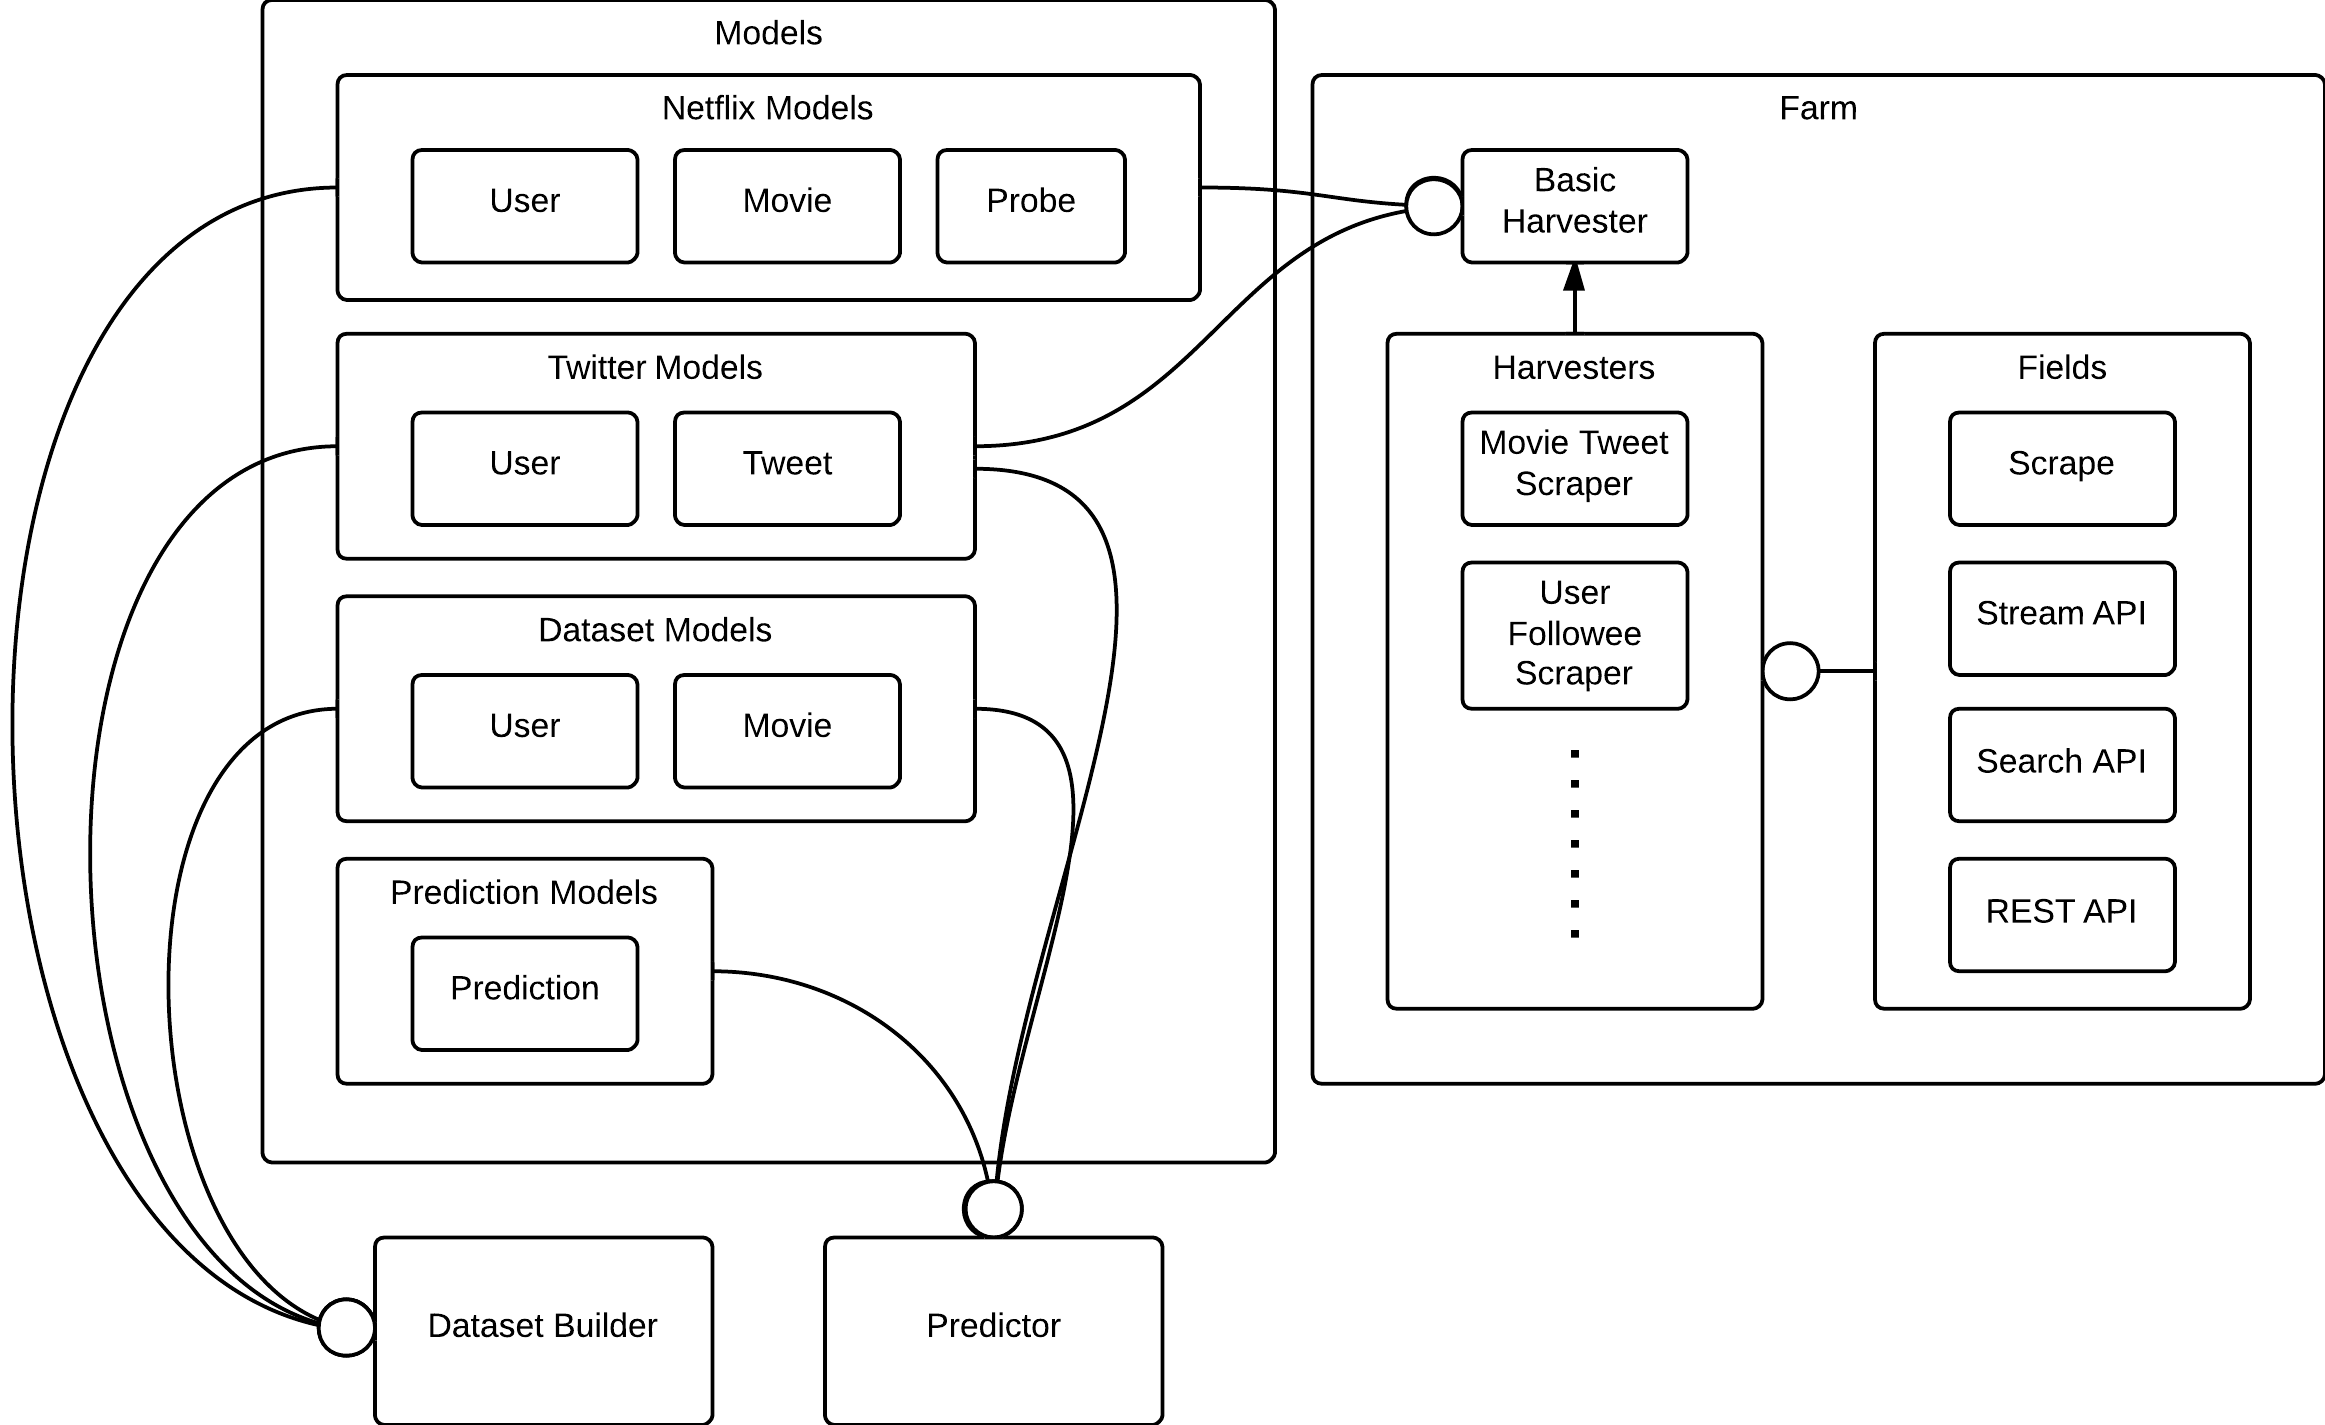 Models
Netflix Models
User
Movie
Probe
Twitter Models
User
Tweet
Dataset Models
User
Movie
Prediction Models
Prediction
Dataset Builder
Predictor
Farm
Basic
Harvester
Harvesters
Movie Tweet
Scraper
User
Followee
Scraper
Fields
Scrape
Stream API
Search API
REST API